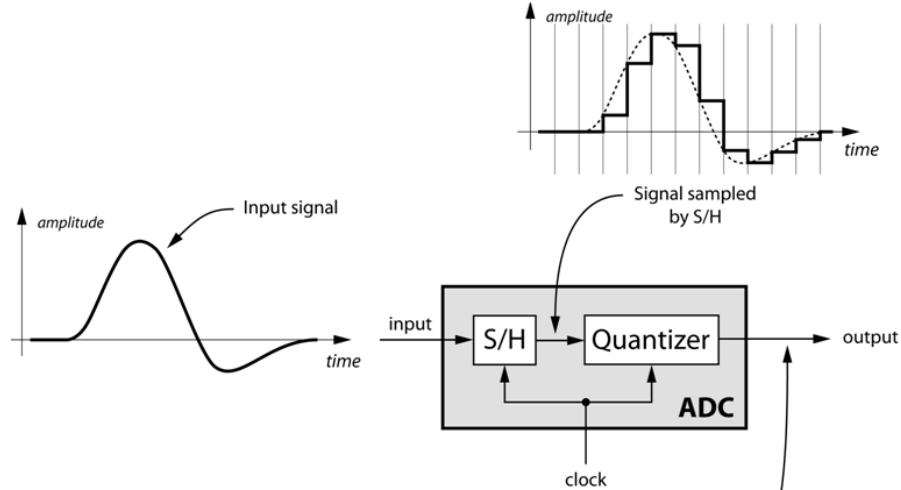 amplitude
time
Signal sampled
by S/H
Input signal
amplitude
time
input
S/H
Quantizer
output
ADC
clock